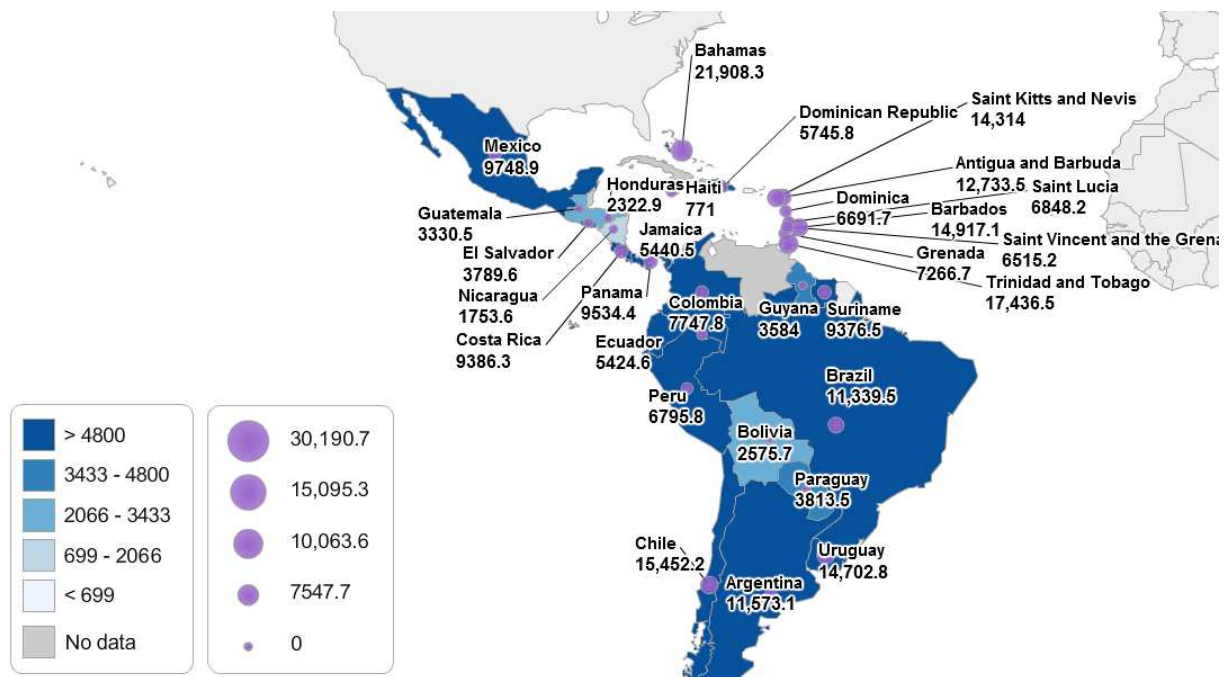 Bahamas
21,908.3
Dominican Republic
5745.8
Saint Kitts and Nevis
14,314
Mexico
9748.9
Antigua and Barbuda
12,733.5
Honduras
2322.9
Haiti
771
Dominica
6691.7
Saint Lucia
6848.2
Guatemala
3330.5
Barbados
14,917.1
Jamaica
5440.5
Saint Vincent and the Grena
6515.2
El Salvador
3789.6
Grenada
7266.7
Trinidad and Tobago
17,436.5
Nicaragua
1753.6
Panama
9534.4
Colombia
7747.8
Guyana
3584
Suriname
9376.5
Costa Rica
9386.3
Ecuador
5424.6
Peru
6795.8
Brazil
11,339.5
Bolivia
2575.7
Paraguay
3813.5
Chile
15,452.2
Uruguay
14,702.8
Argentina
11,573.1
> 4800
3433 - 4800
2066 - 3433
699 - 2066
< 699
No data
30,190.7
15,095.3
10,063.6
7547.7
0